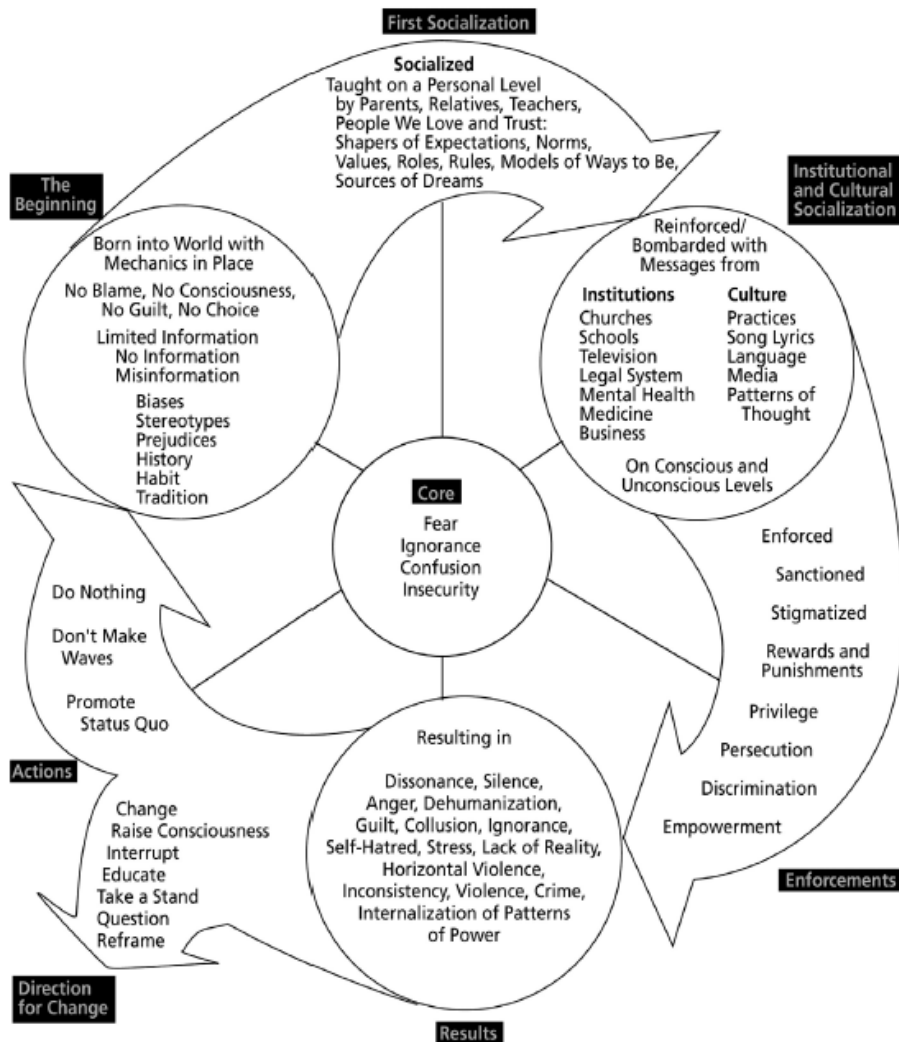 First Socialization
Socialized
Taught on a Personal Level
by Parents, Relatives, Teachers,
People We Love and Trust:
Shapers of Expectations, Norms,
Values, Roles, Rules, Models of Ways to Be,
Sources of Dreams
The
Beginning
Born into World with
Mechanics in Place
No Blame, No Consciousness,
No Guilt, No Choice
Limited Information
No Information
Misinformation
Biases
Stereotypes
Prejudices
History
Habit
Tradition
Institutional
and Cultural
Socialization
Reinforced/
Bombarded with
Messages from
Institutions
Churches
Schools
Television
Legal System
Mental Health
Medicine
Business
Culture
Practices
Song Lyrics
Language
Media
Patterns of
Thought
On Conscious and
Unconscious Levels
Core
Fear
Ignorance
Confusion
Insecurity
Enforced
Sanctioned
Stigmatized
Rewards and
Punishments
Privilege
Persecution
Discrimination
Empowerment
Enforcements
Resulting in
Dissonance, Silence,
Anger, Dehumanization,
Guilt, Collusion, Ignorance,
Self-Hatred, Stress, Lack of Reality,
Horizontal Violence,
Inconsistency, Violence, Crime,
Internalization of Patterns
of Power
Results
Do Nothing
Don't Make
Waves
Promote
Status Quo
Actions
Change
Raise Consciousness
Interrupt
Educate
Take a Stand
Question
Reframe
Direction
for Change